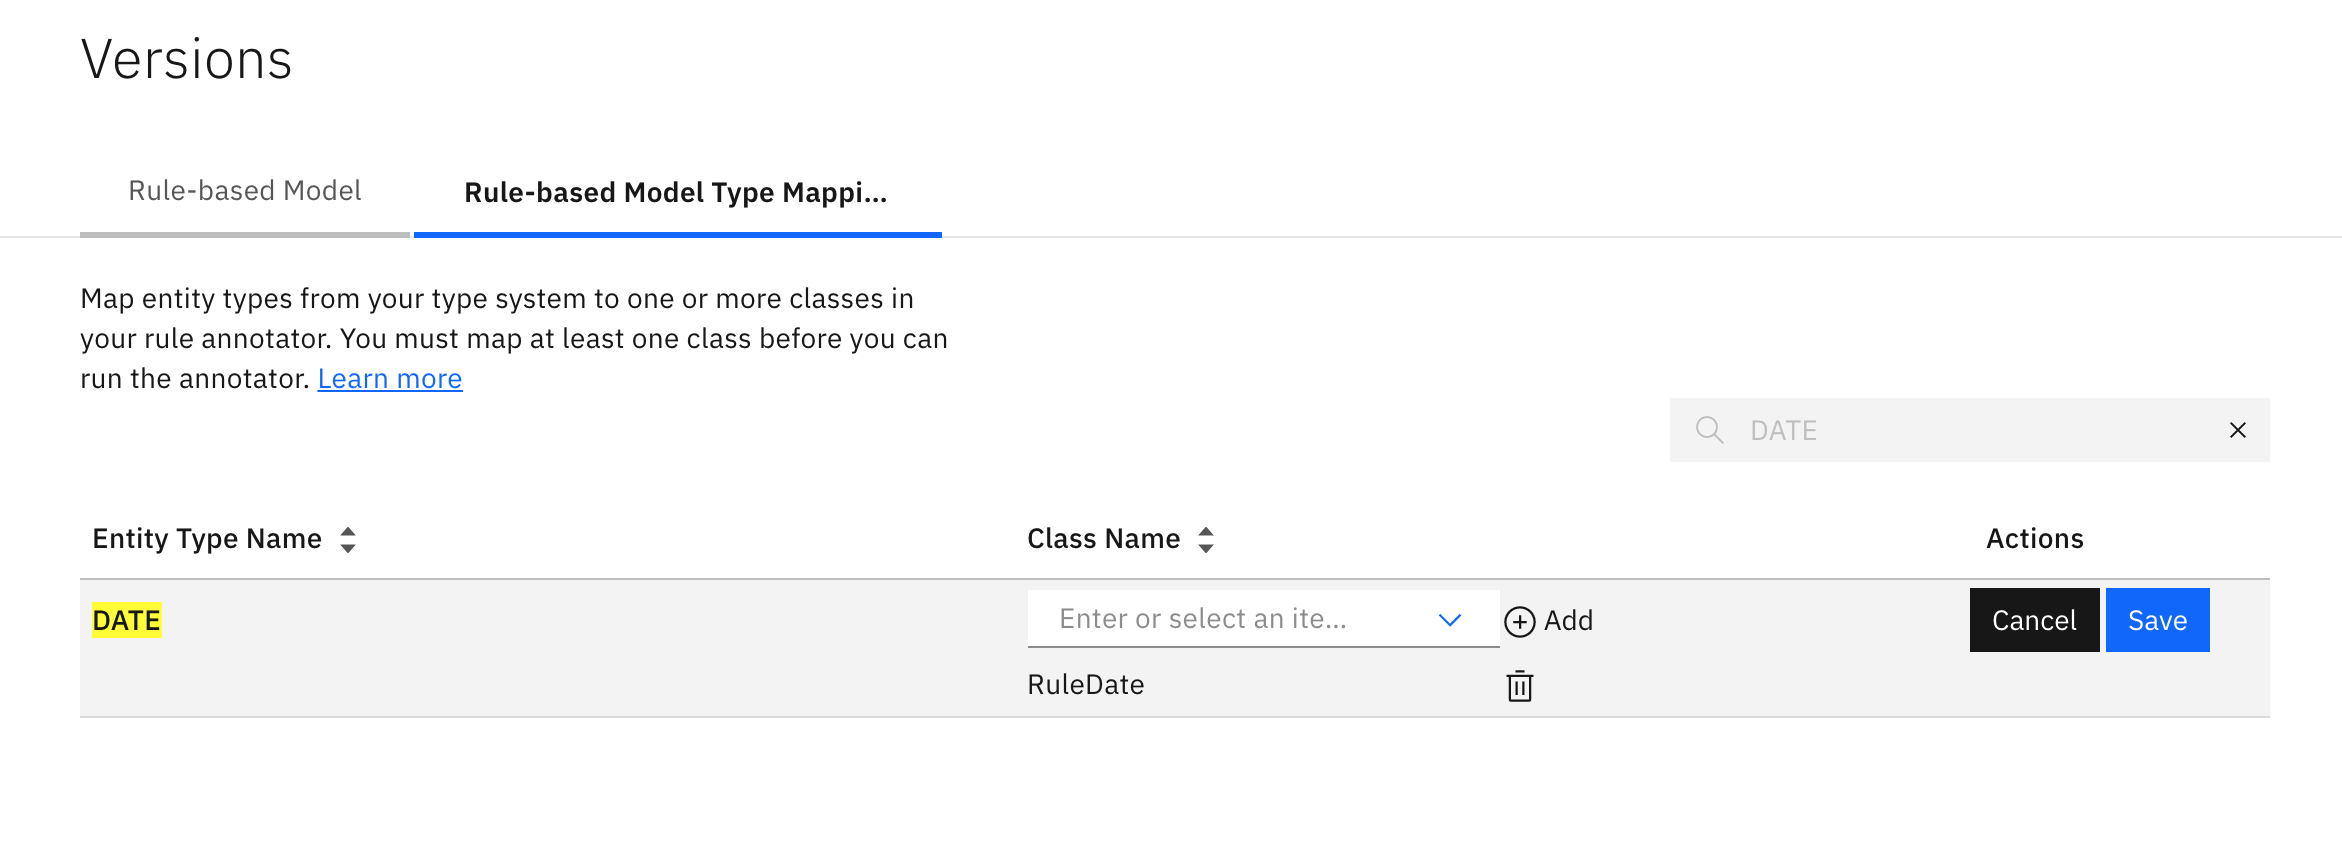 Versions
Rule-based Model
Rule-based Model Type Mappi...
Map entity types from your type system to one or more classes in
your rule annotator. You must map at least one class before you can
run the annotator. Learn more
DATE
Entity Type Name
Class Name
Actions
DATE
Enter or select an ite...
Add
Cancel
Save
RuleDate